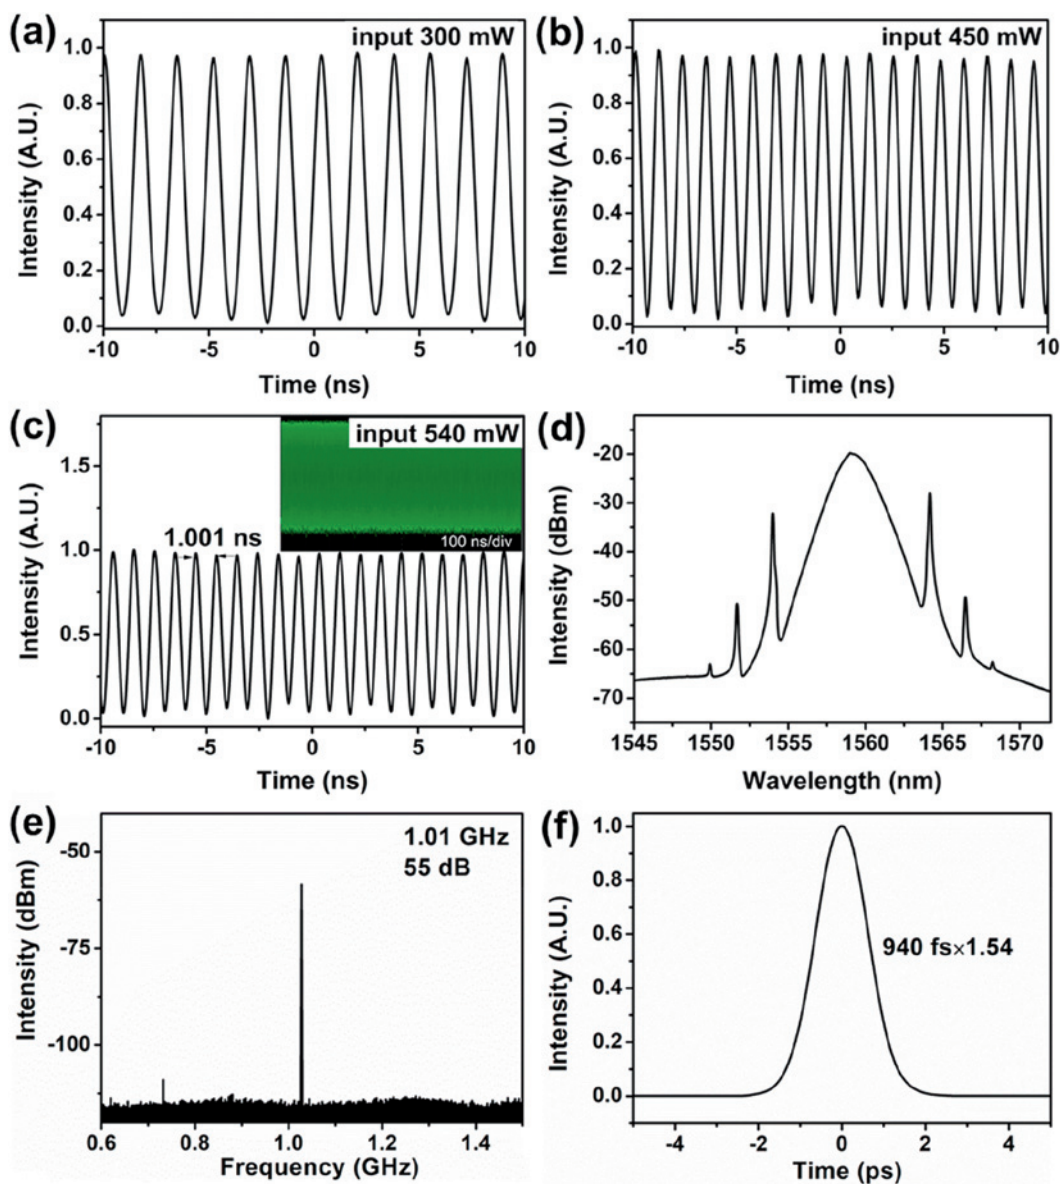 (a)
input 300 mW
1.0
0.8
0.6
0.4
0.2
0.0
Intensity (A.U.)
-10 -5 0 5 10
Time (ns)
(b)
input 450 mW
1.0
0.8
0.6
0.4
0.2
0.0
Intensity (A.U.)
-10 -5 0 5 10
Time (ns)
(c)
input 540 mW
100 ns/div
1.001 ns
1.5
1.0
0.5
0.0
Intensity (A.U.)
-10 -5 0 5 10
Time (ns)
(d)
-20
-30
-40
-50
-60
-70
Intensity (dBm)
1545 1550 1555 1560 1565 1570
Wavelength (nm)
(e)
1.01 GHz
55 dB
-50
-75
-100
Intensity (dBm)
0.6 0.8 1.0 1.2 1.4
Frequency (GHz)
(f)
940 fs×1.54
1.0
0.8
0.6
0.4
0.2
0.0
Intensity (A.U.)
-4 -2 0 2 4
Time (ps)